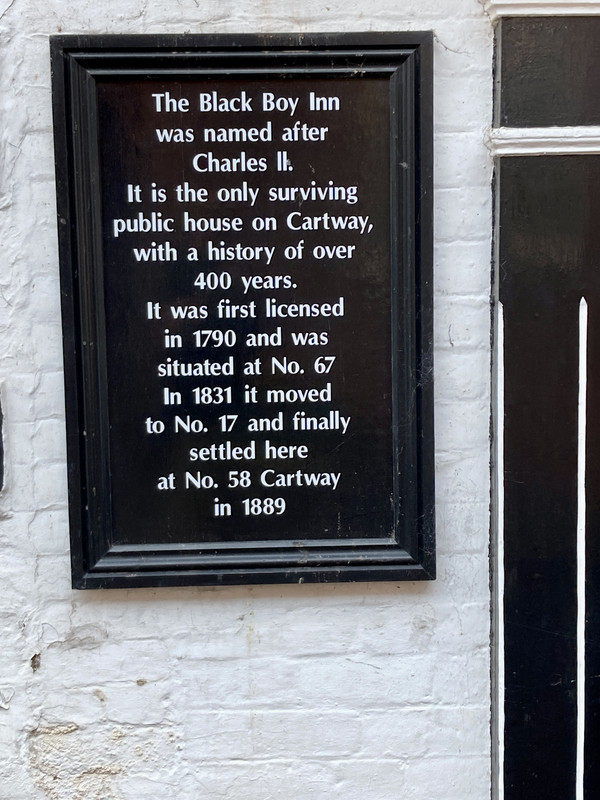 The Black Boy Inn
was named after
Charles ll.
It is the only surviving
public house on Cartway,
with a history of over
400 years.
It was first licensed
in 1790 and was
situated at No. 67
In 1831 it moved
to No. 17 and finally
settled here
at No. 58 Cartway
in 1889